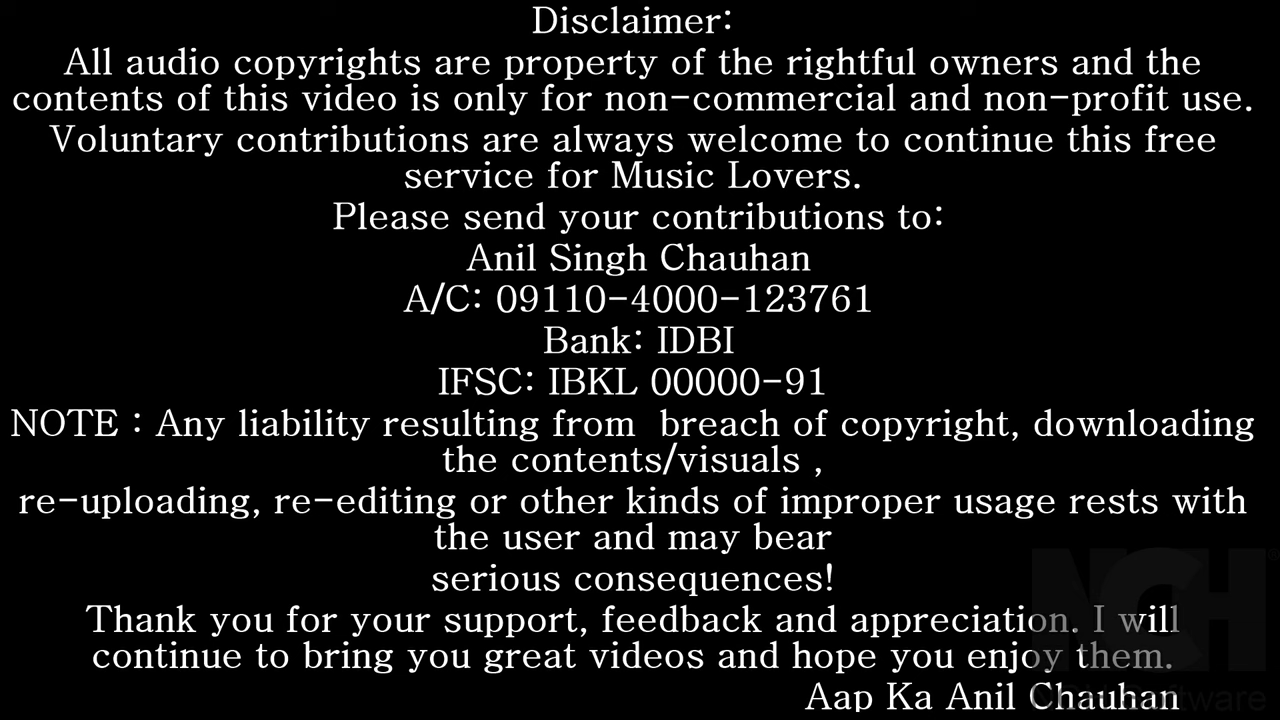 Disclaimer:
All audio copyrights are property of the rightful owners and the
contents of this video is only for non-commercial and non-profit use.
Voluntary contributions are always welcome to continue this free
service for Music Lovers.
Please send your contributions to:
Anil Singh Chauhan
A/C: 09110-4000-123761
Bank: IDBI
IFSC: IBKL 00000-91
NOTE : Any liability resulting from  breach of copyright, downloading
the contents/visuals ,
re-uploading, re-editing or other kinds of improper usage rests with
the user and may bear
serious consequences!
Thank you for your support, feedback and appreciation. I will
continue to bring you great videos and hope you enjoy them.
Aap Ka Anil Chauhan
NCH
NCH Software